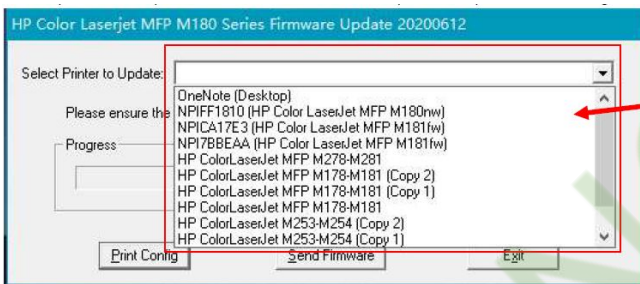 HP Color Laserjet MFP M180 Series Firmware Update 20200612
Select Printer to Update:
OneNote (Desktop)
Please ensure the
NPIFF1810 (HP Color LaserJet MFP M180nw)
NPICA17E3 (HP Color LaserJet MFP M181fw)
Progress
NPI7BBEAA (HP Color LaserJet MFP M181fw)
HP ColorLaserJet MFP M278-M281
HP ColorLaserJet MFP M178-M181 (Copy 2)
HP ColorLaserJet MFP M178-M181 (Copy 1)
HP ColorLaserJet MFP M178-M181
HP ColorLaserJet M253-M254 (Copy 2)
HP ColorLaserJet M253-M254 (Copy 1)
Print Config
Send Firmware
Exit